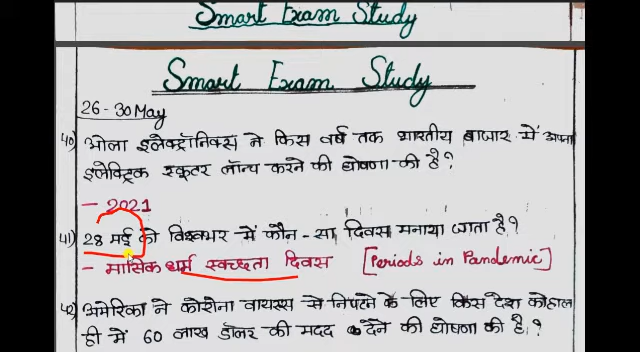 Smart Exam Study
Smart Exam Study
26-30 May
40) ओला इलेक्ट्रॉनिक्स ने किस वर्ष तक भारतीय बाजार में अपना
इलेक्ट्रिक स्कूटर लॉन्च करने की घोषणा की है?
- 2021
41) 28 मई को विश्वभर में कौन-सा दिवस मनाया जाता है?
- मासिक धर्म स्वच्छता दिवस [Periods in Pandemic]
42) अमेरिका ने कोरोना वायरस से निपटने के लिए किस देश को हाल
ही में 60 लाख डॉलर की मदद देने की घोषणा की है?